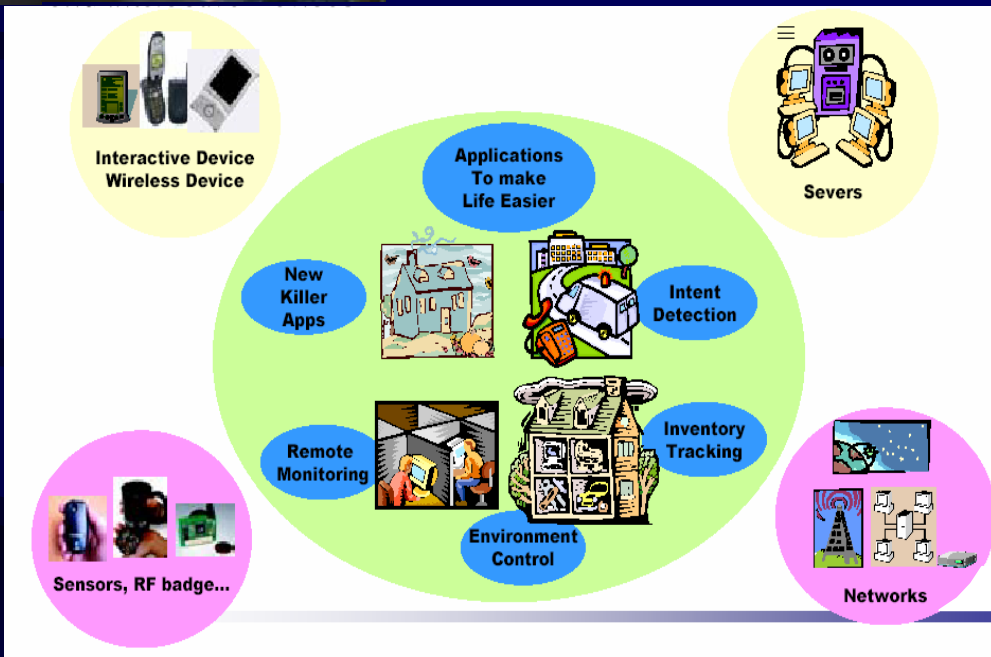 Interactive Device
Wireless Device
Severs
Applications
To make
Life Easier
New
Killer
Apps
Intent
Detection
Remote
Monitoring
Inventory
Tracking
Environment
Control
Sensors, RF badge...
Networks